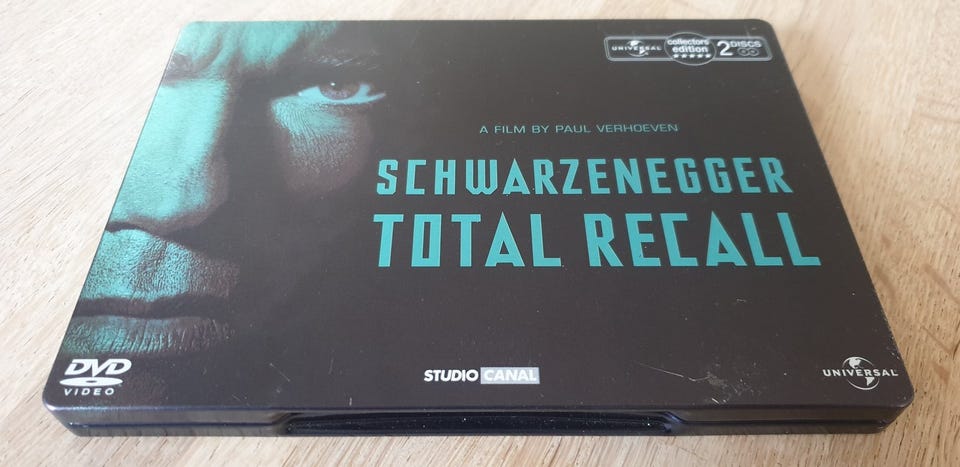 UNIVERSAL
collectors
edition
2 DISCS
A FILM BY PAUL VERHOEVEN
SCHWARZENEGGER
TOTAL RECALL
DVD
VIDEO
STUDIO CANAL
UNIVERSAL